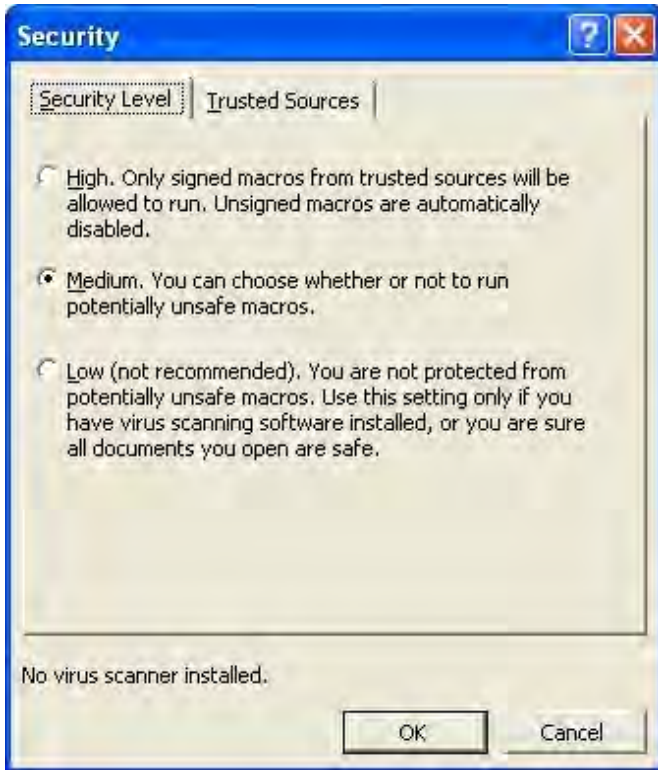 Security
Security Level
Trusted Sources
High. Only signed macros from trusted sources will be
allowed to run. Unsigned macros are automatically
disabled.
Medium. You can choose whether or not to run
potentially unsafe macros.
Low (not recommended). You are not protected from
potentially unsafe macros. Use this setting only if you
have virus scanning software installed, or you are sure
all documents you open are safe.
No virus scanner installed.
OK
Cancel